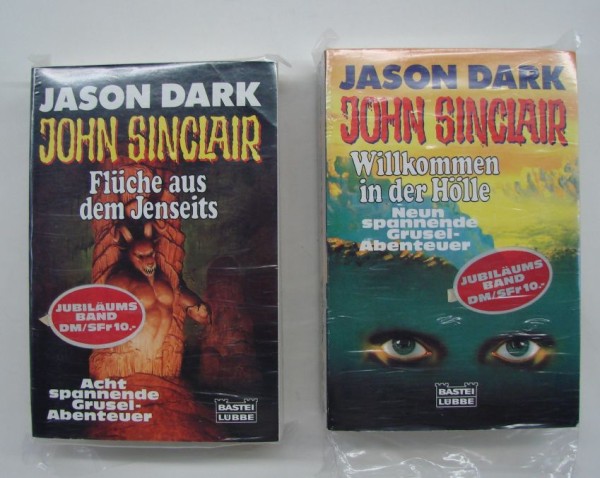 JASON DARK
JOHN SINCLAIR
Flüche aus
dem Jenseits
JUBILÄUMS
BAND
DM/SFr 10.-
Acht
spannende
Grusel-
Abenteuer
BASTEI
LÜBBE
JASON DARK
JOHN SINCLAIR
Willkommen
in der Hölle
Neun
spannende
Grusel-
Abenteuer
JUBILÄUMS
BAND
DM/SFr 10.-
BASTEI
LÜBBE